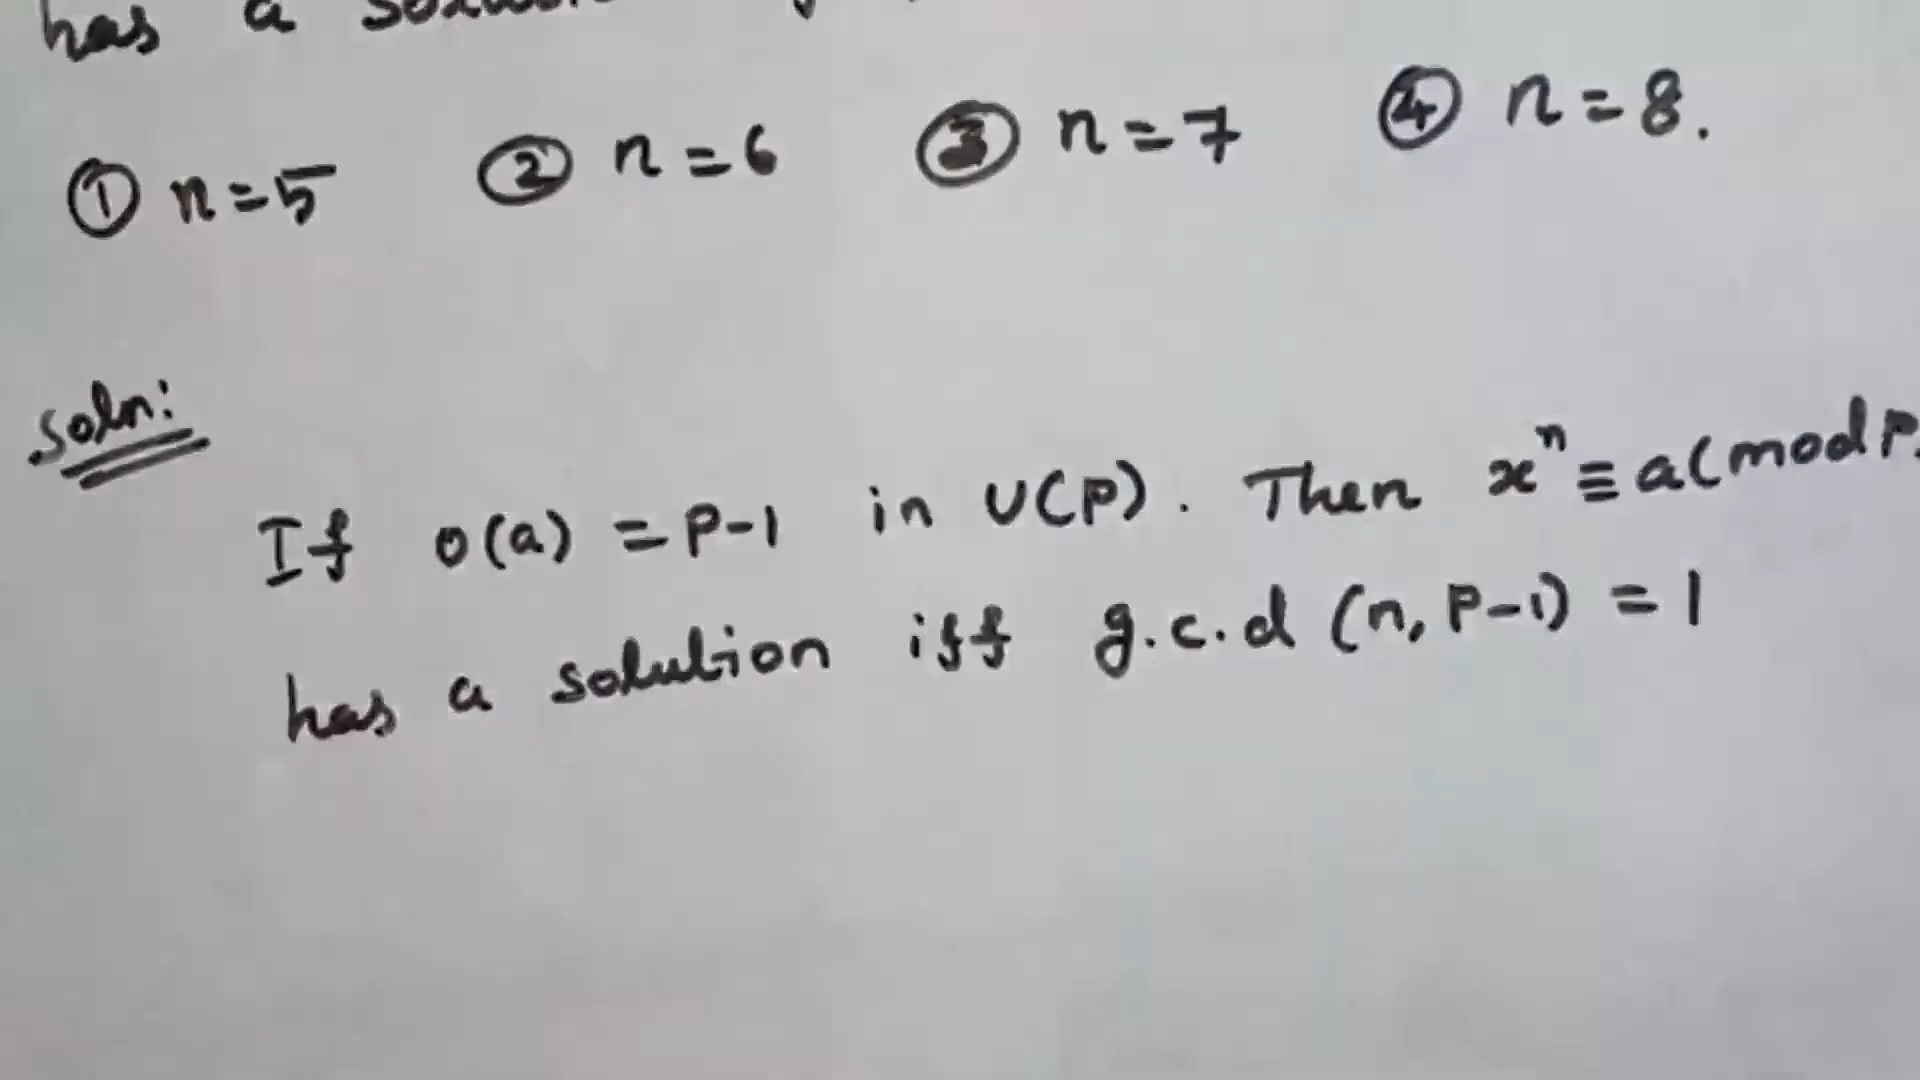 has a
① n=5 ② n=6 ③ n=7 ④ n=8.
Soln:
If o(a) = P-1 in U(P). Then xⁿ ≡ a(mod P
has a solution iff g.c.d (n, P-1) = 1